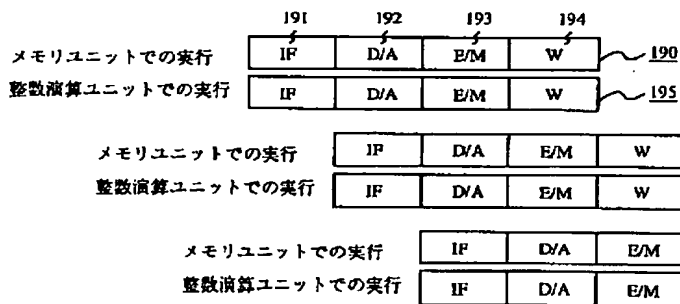 191 192 193 194
メモリユニットでの実行 IF D/A E/M W 190
整数演算ユニットでの実行 IF D/A E/M W 195
メモリユニットでの実行 IF D/A E/M W
整数演算ユニットでの実行 IF D/A E/M W
メモリユニットでの実行 IF D/A E/M
整数演算ユニットでの実行 IF D/A E/M